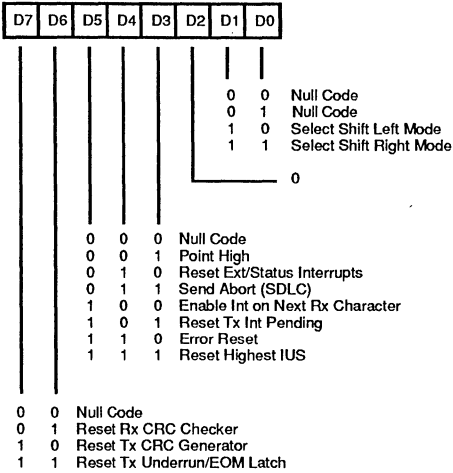 D7 D6 D5 D4 D3 D2 D1 D0
0 0 Null Code
0 1 Null Code
1 0 Select Shift Left Mode
1 1 Select Shift Right Mode
0
0 0 0 Null Code
0 0 1 Point High
0 1 0 Reset Ext/Status Interrupts
0 1 1 Send Abort (SDLC)
1 0 0 Enable Int on Next Rx Character
1 0 1 Reset Tx Int Pending
1 1 0 Error Reset
1 1 1 Reset Highest IUS
0 0 Null Code
0 1 Reset Rx CRC Checker
1 0 Reset Tx CRC Generator
1 1 Reset Tx Underrun/EOM Latch